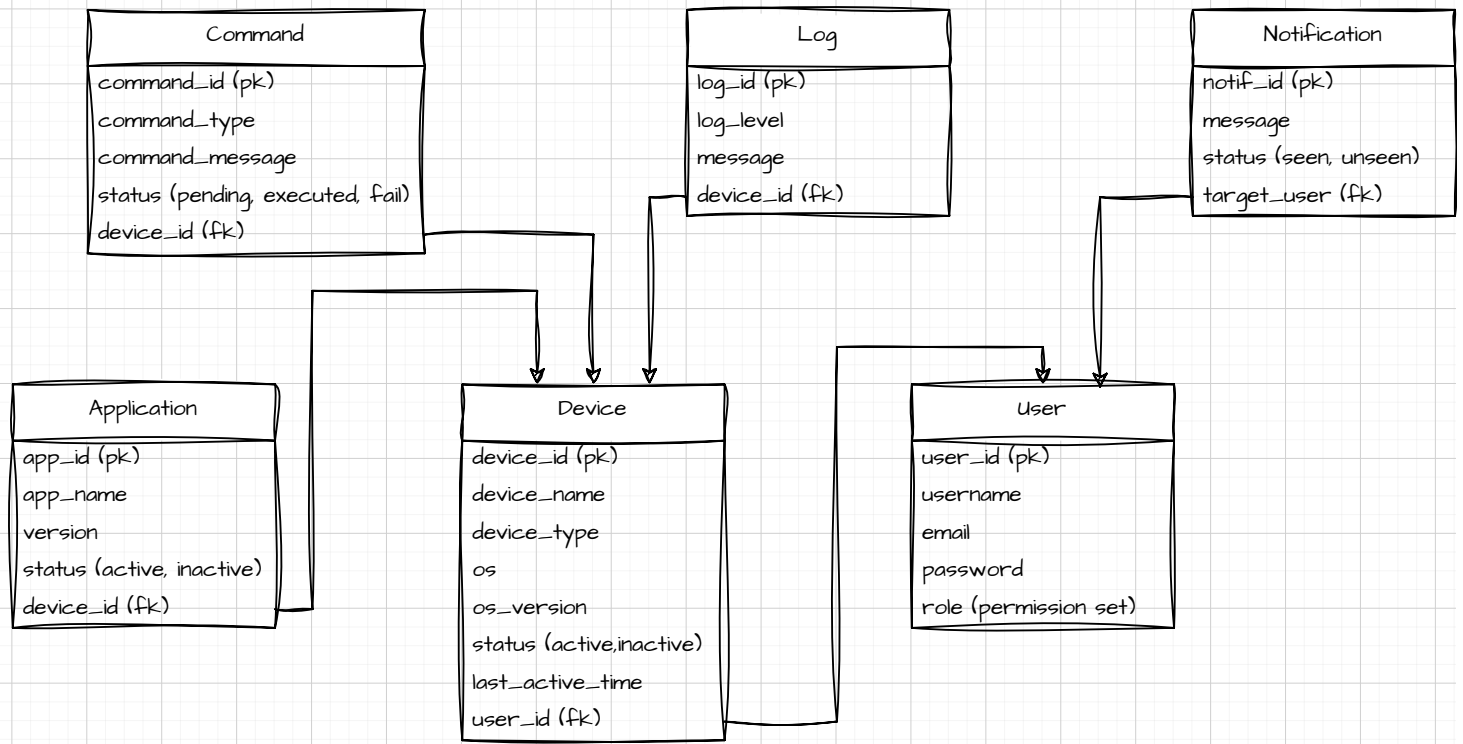 Command
command_id (pk)
command_type
command_message
status (pending, executed, fail)
device_id (fk)
Log
log_id (pk)
log_level
message
device_id (fk)
Notification
notif_id (pk)
message
status (seen, unseen)
target_user (fk)
Application
app_id (pk)
app_name
version
status (active, inactive)
device_id (fk)
Device
device_id (pk)
device_name
device_type
os
os_version
status (active,inactive)
last_active_time
user_id (fk)
User
user_id (pk)
username
email
password
role (permission set)